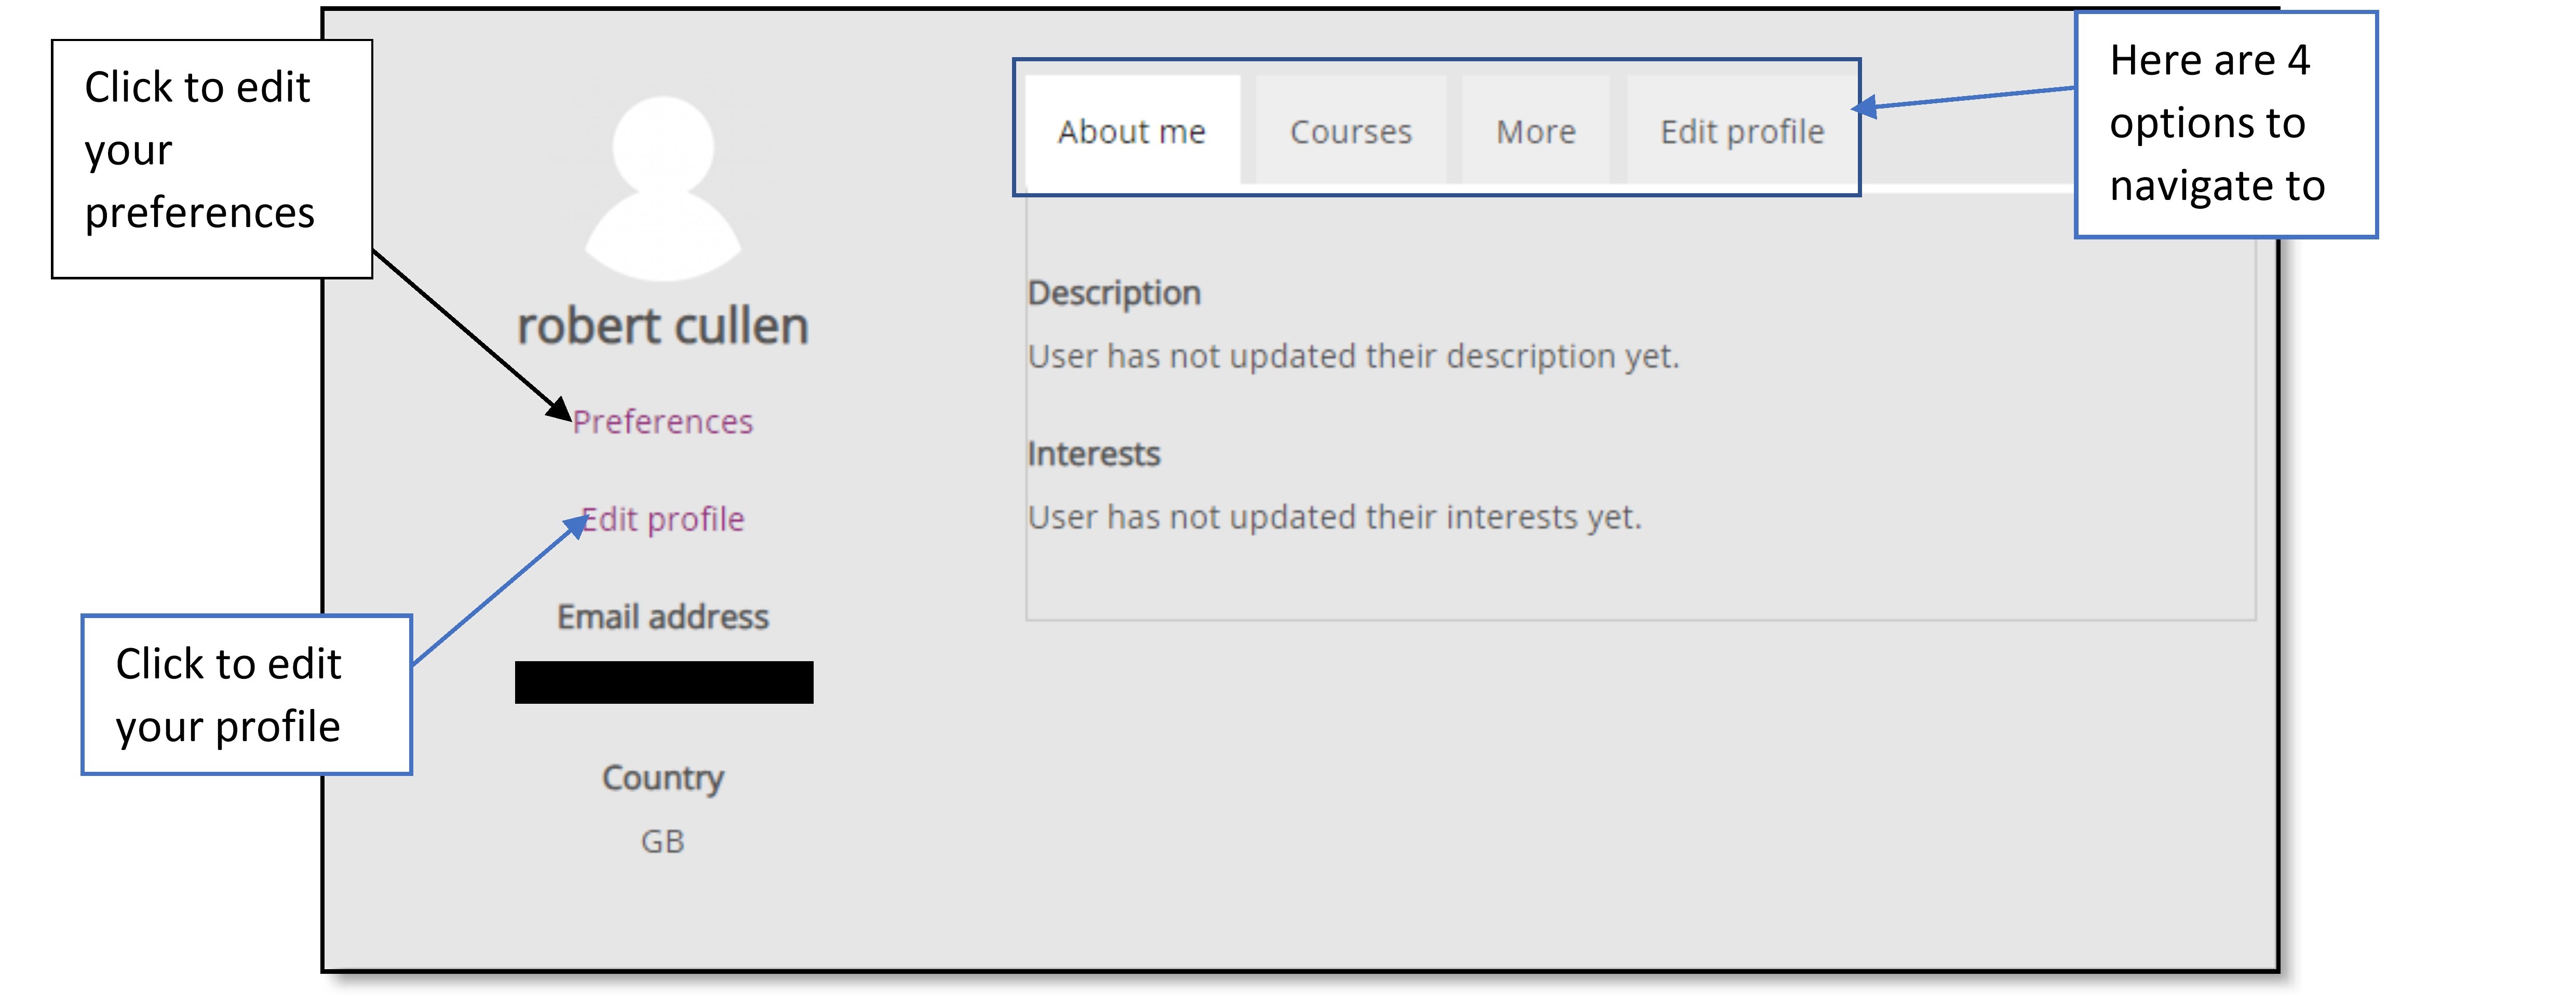 Click to edit
your
preferences
robert cullen
Preferences
Edit profile
Email address
Country
GB
Click to edit
your profile
About me
Courses
More
Edit profile
Here are 4
options to
navigate to
Description
User has not updated their description yet.
Interests
User has not updated their interests yet.